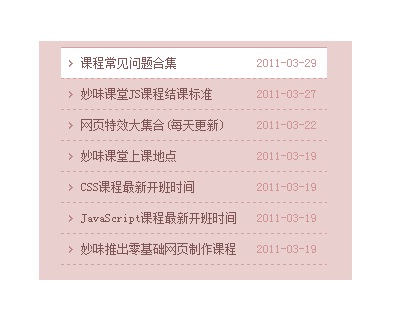 课程常见问题合集 2011-03-29
妙味课堂JS课程结课标准 2011-03-27
网页特效大集合(每天更新) 2011-03-22
妙味课堂上课地点 2011-03-19
CSS课程最新开班时间 2011-03-19
JavaScript课程最新开班时间 2011-03-19
妙味推出零基础网页制作课程 2011-03-19